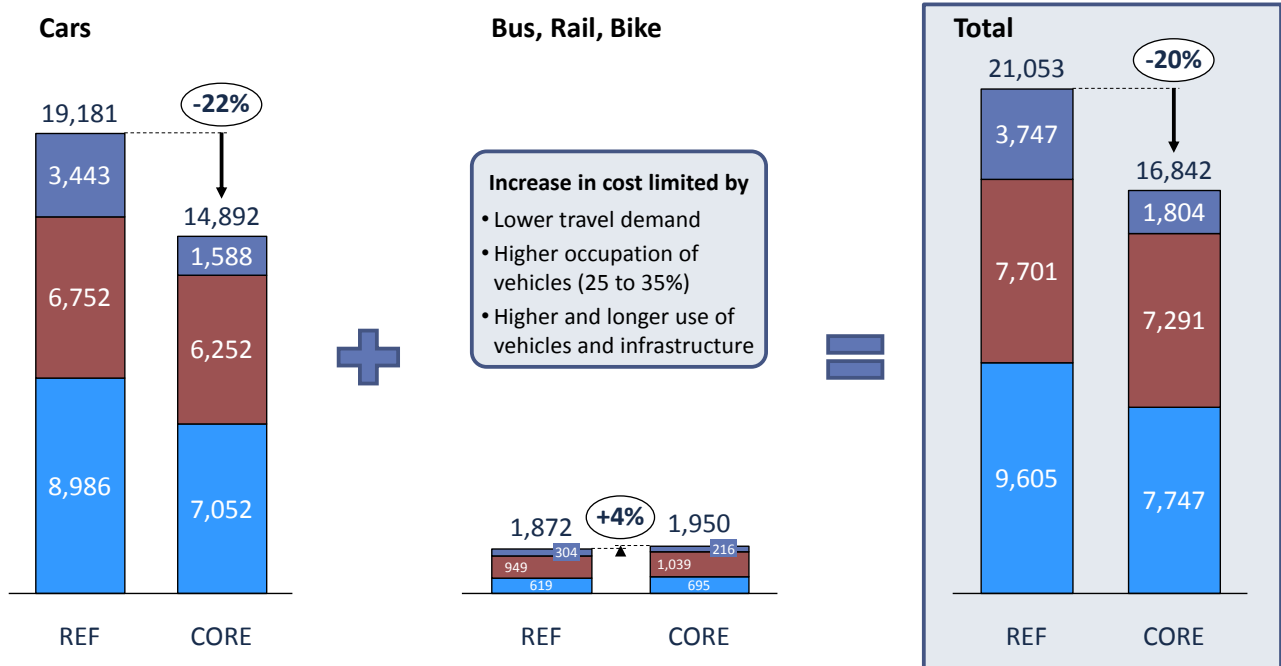 Cars
Bus, Rail, Bike
Total
19,181
-22%
3,443
14,892
1,588
6,752
6,252
8,986
7,052
REF
CORE
Increase in cost limited by
• Lower travel demand
• Higher occupation of
vehicles (25 to 35%)
• Higher and longer use of
vehicles and infrastructure
1,872
+4%
1,950
304
216
949
1,039
619
695
REF
CORE
21,053
-20%
3,747
16,842
1,804
7,701
7,291
9,605
7,747
REF
CORE